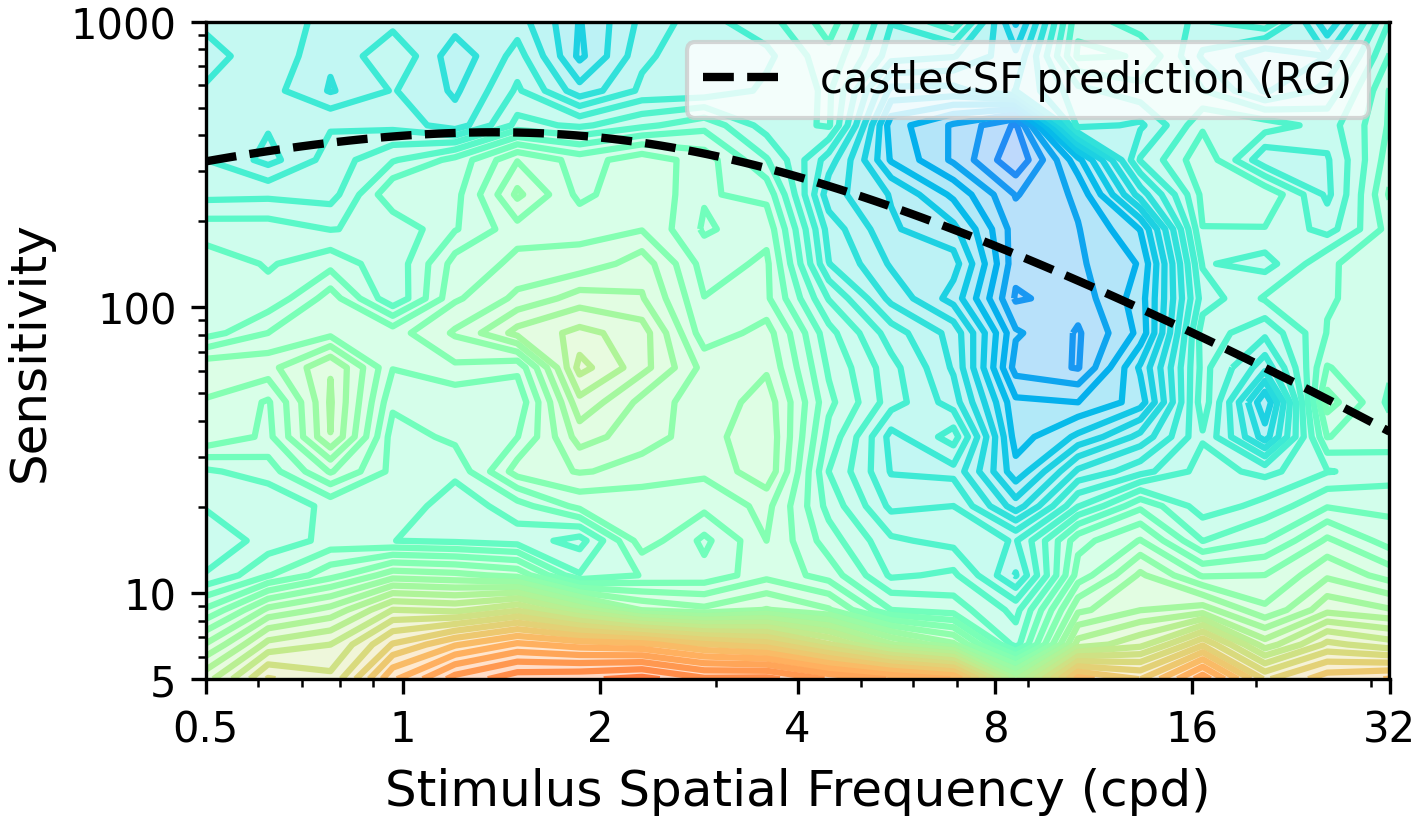 1000
castleCSF prediction (RG)
100
10
5
Sensitivity
0.5 1 2 4 8 16 32
Stimulus Spatial Frequency (cpd)